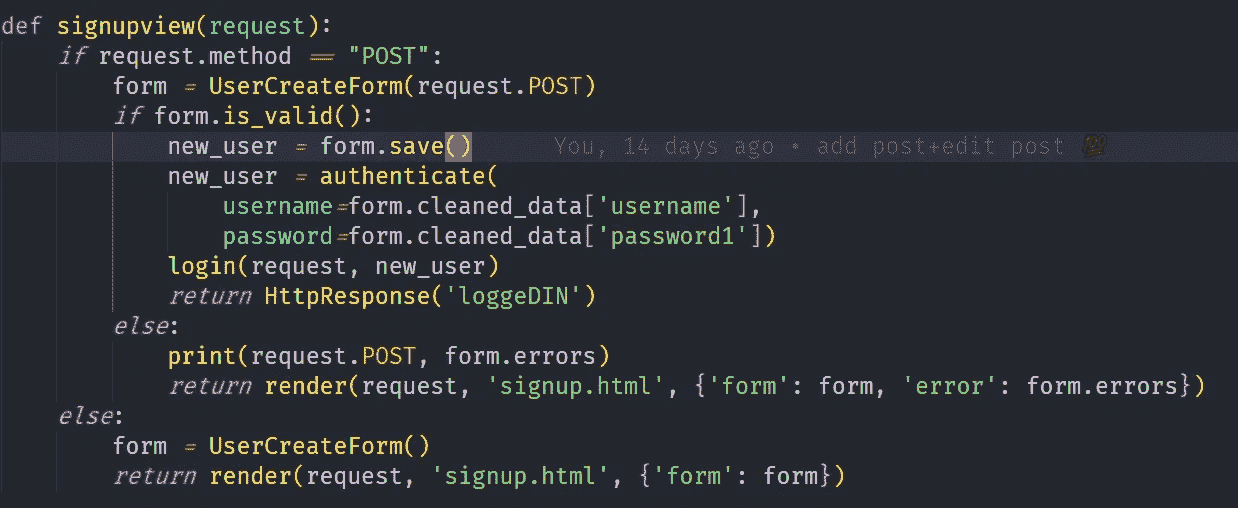 def signupview(request):
    if request.method == "POST":
        form = UserCreateForm(request.POST)
        if form.is_valid():
            new_user = form.save()      You, 14 days ago • add post+edit post 💯
            new_user = authenticate(
                username=form.cleaned_data['username'],
                password=form.cleaned_data['password1'])
            login(request, new_user)
            return HttpResponse('loggeDIN')
        else:
            print(request.POST, form.errors)
            return render(request, 'signup.html', {'form': form, 'error': form.errors})
    else:
        form = UserCreateForm()
        return render(request, 'signup.html', {'form': form})